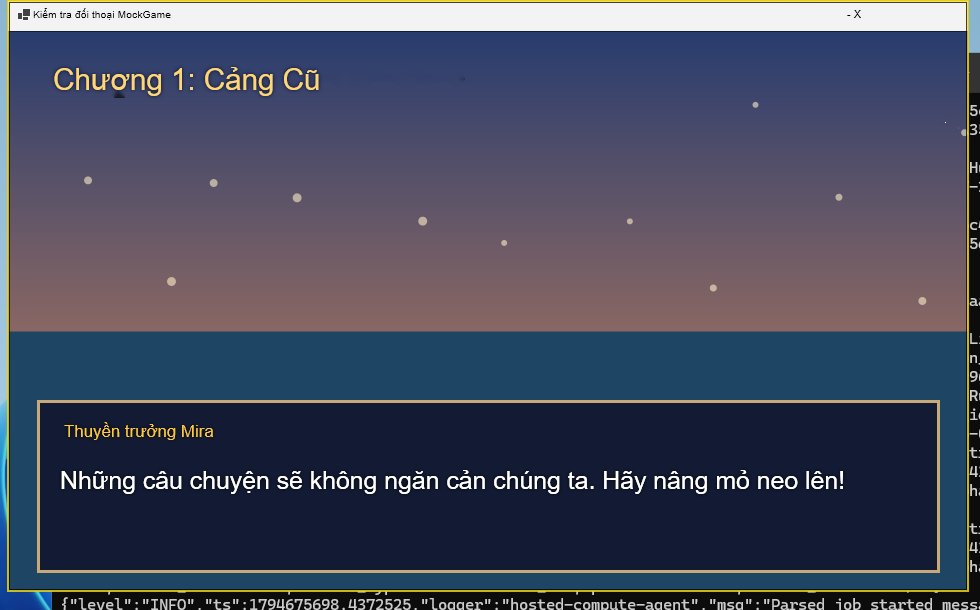 Kiểm tra đối thoại MockGame
- X
Chương 1: Cảng Cũ
Thuyền trưởng Mira
Những câu chuyện sẽ không ngăn cản chúng ta. Hãy nâng mỏ neo lên!
{"level":"INFO","ts":1794675698.4372525,"logger":"hosted-compute-agent","msg":"Parsed job started